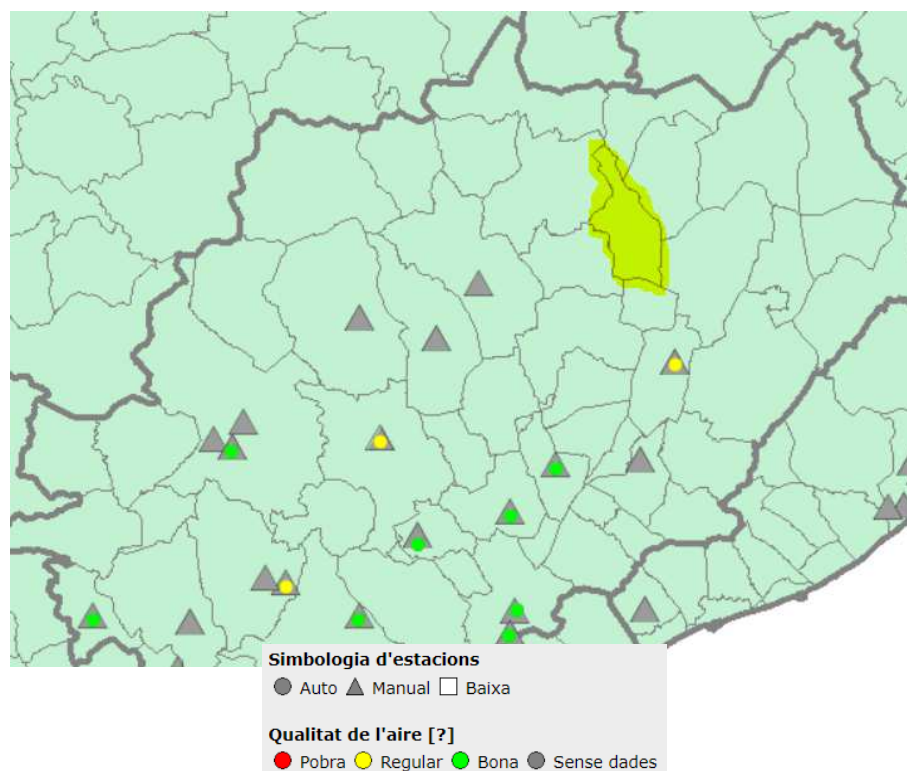 Simbologia d'estacions
Auto Manual Baixa
Qualitat de l'aire [?]
Pobra Regular Bona Sense dades